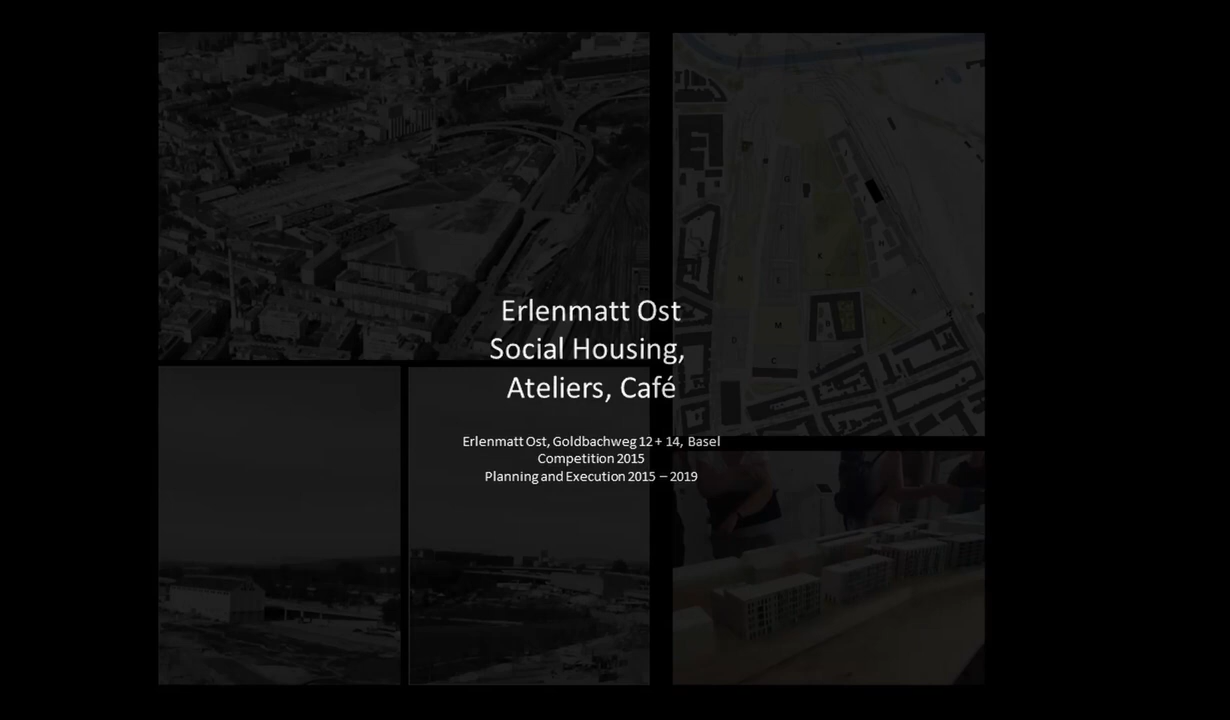 Erlenmatt Ost
Social Housing,
Ateliers, Café
Erlenmatt Ost, Goldbachweg 12 + 14, Basel
Competition 2015
Planning and Execution 2015 – 2019